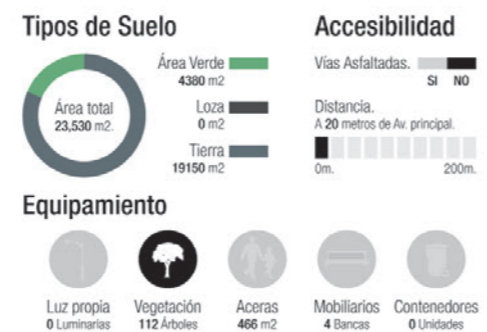 Tipos de Suelo
Área total
23,530 m2.
Área Verde
4380 m2
Loza
0 m2
Tierra
19150 m2
Accesibilidad
Vías Asfaltadas.
SI NO
Distancia.
A 20 metros de Av. principal.
0m. 200m.
Equipamiento
Luz propia Vegetación Aceras Mobiliarios Contenedores
0 Luminarias 112 Árboles 466 m2 4 Bancas 0 Unidades